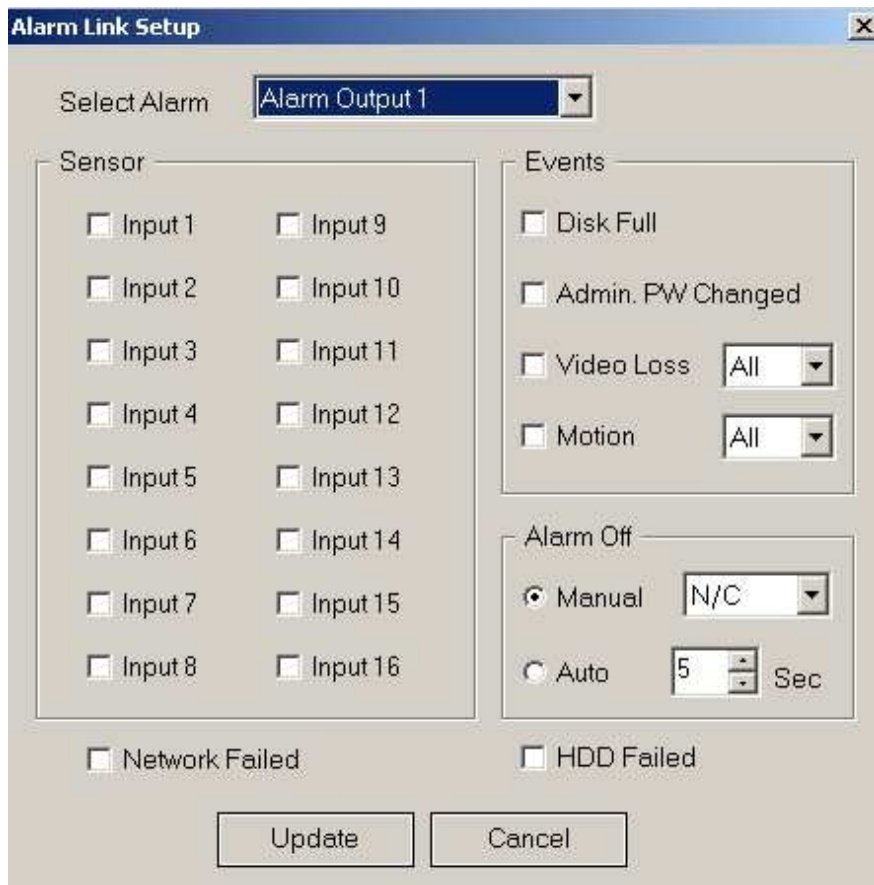 Alarm Link Setup
Select Alarm Alarm Output 1
Sensor
Input 1 Input 9
Input 2 Input 10
Input 3 Input 11
Input 4 Input 12
Input 5 Input 13
Input 6 Input 14
Input 7 Input 15
Input 8 Input 16
Events
Disk Full
Admin. PW Changed
Video Loss All
Motion All
Alarm Off
Manual N/C
Auto 5 Sec
Network Failed HDD Failed
Update Cancel